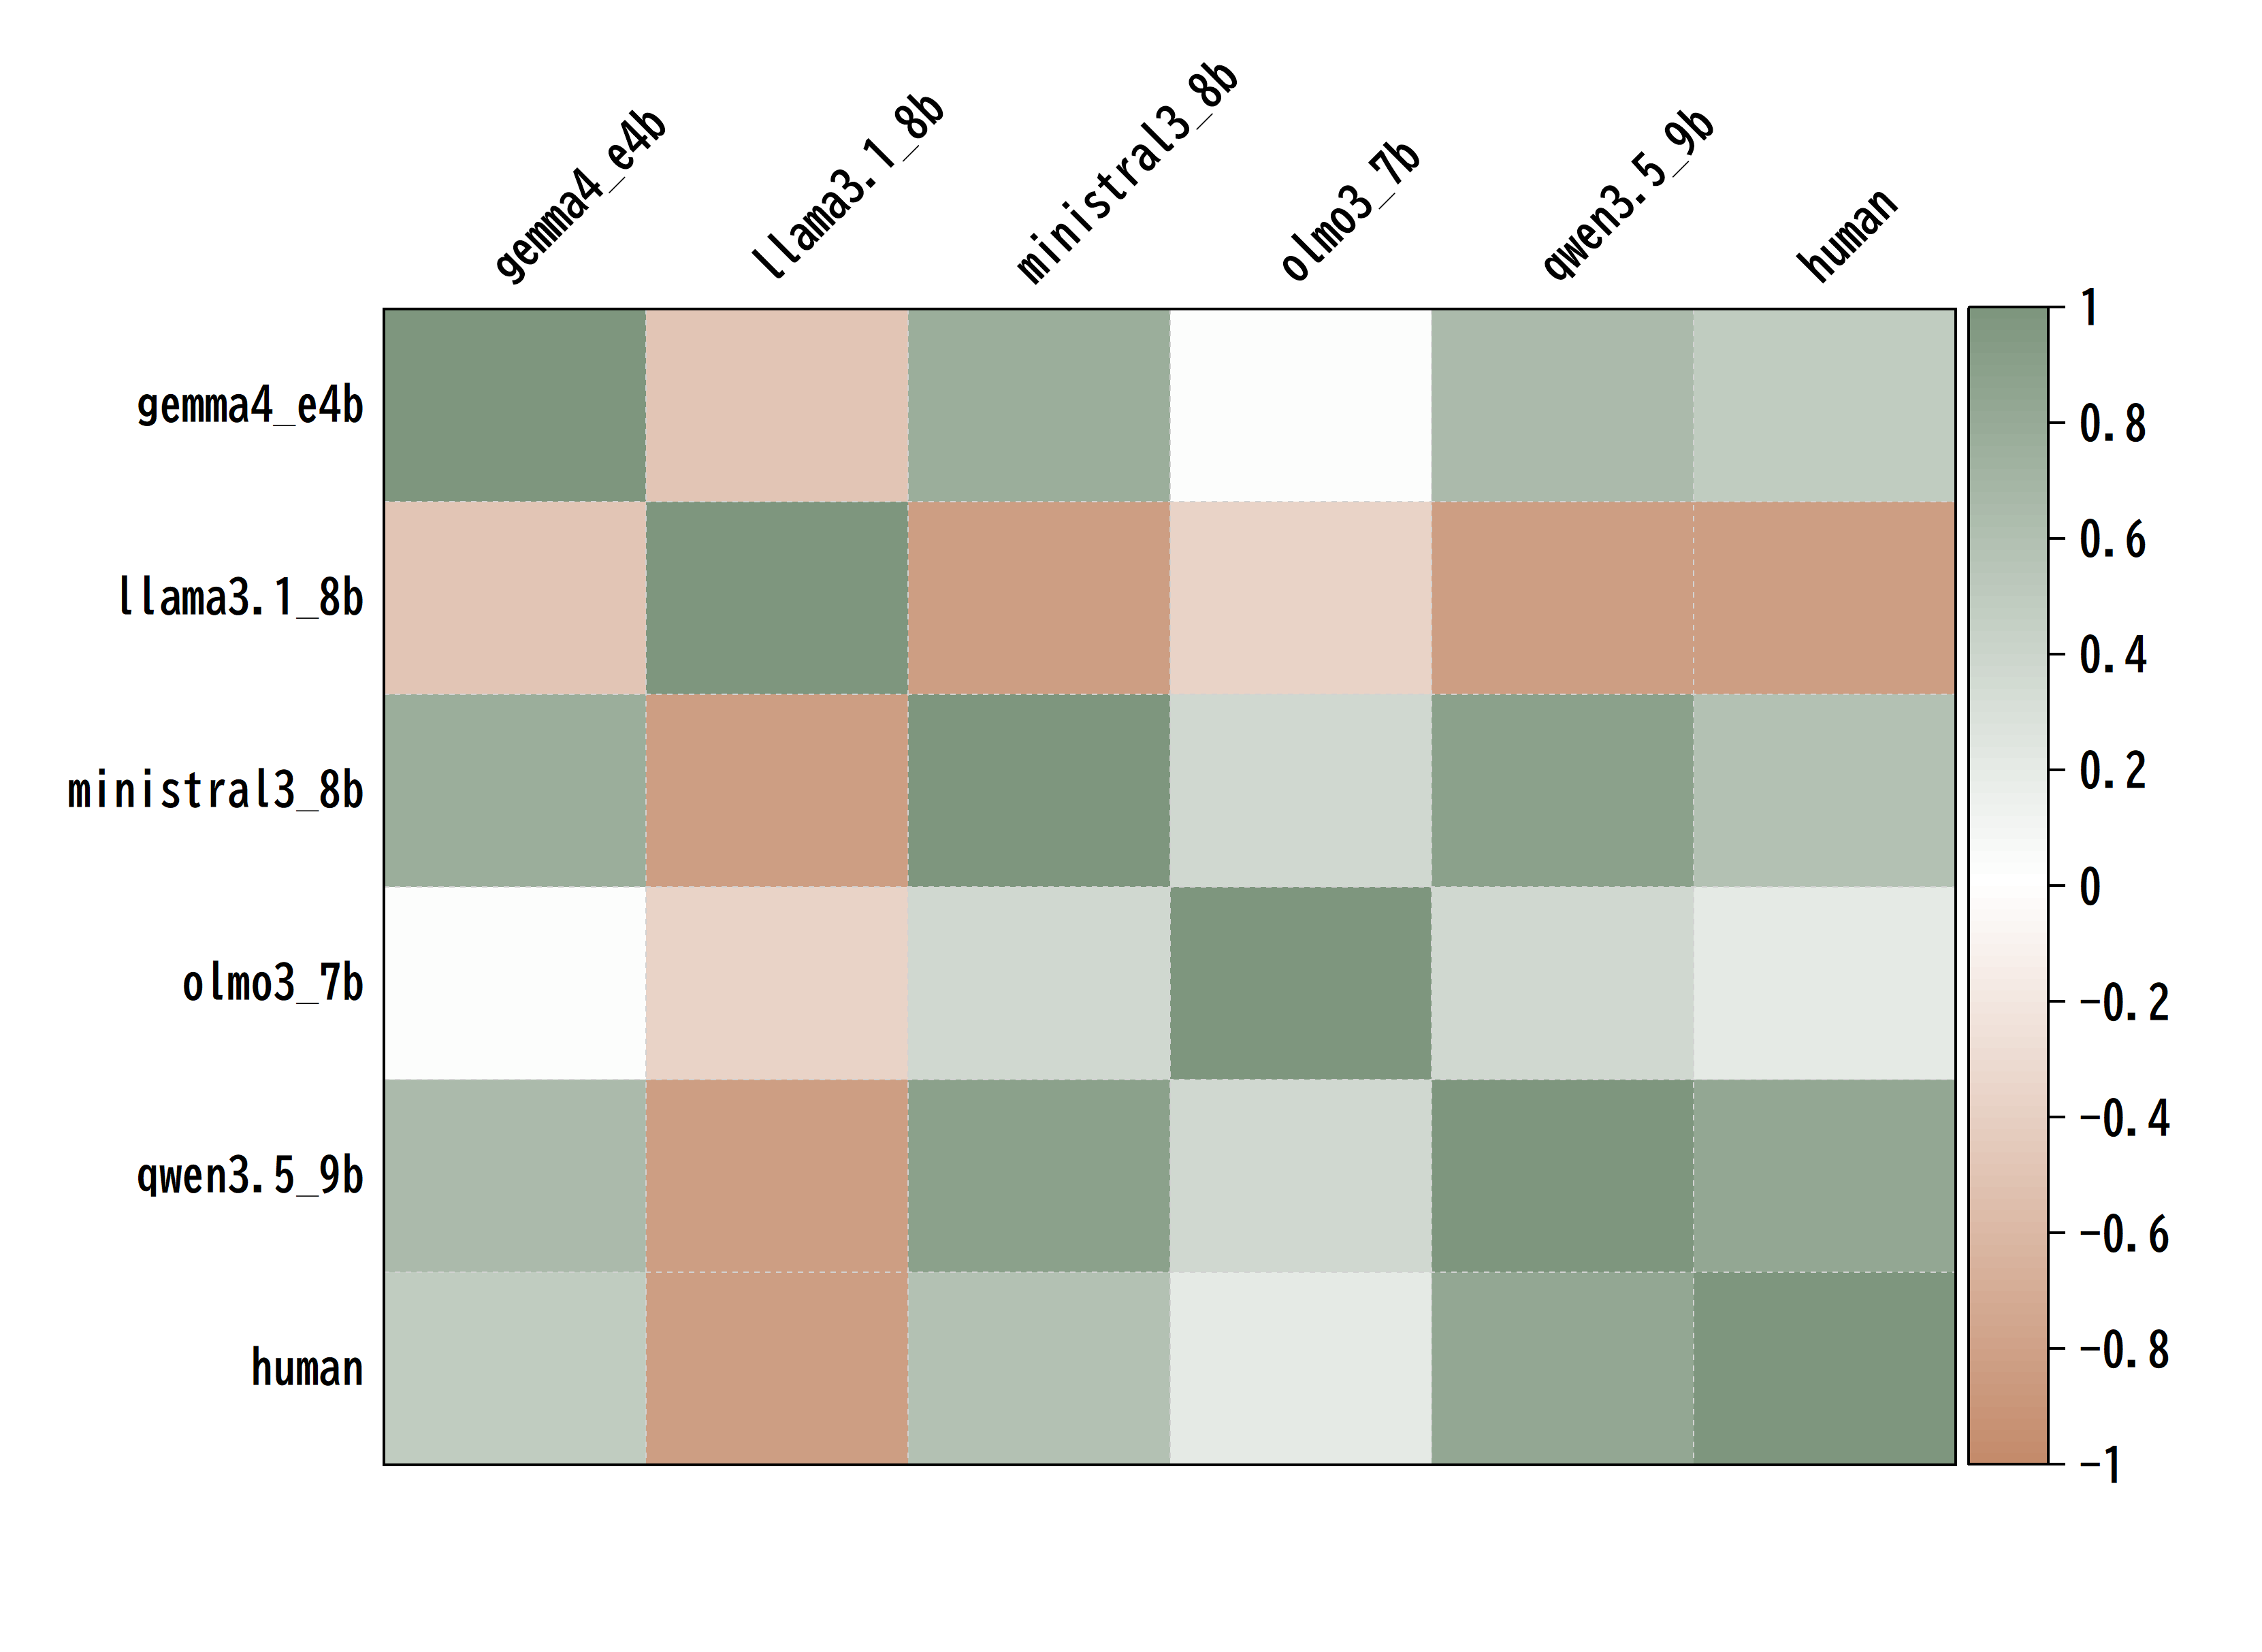 gemma4_e4b
llama3.1_8b
ministral3_8b
olmo3_7b
qwen3.5_9b
human
gemma4_e4b
llama3.1_8b
ministral3_8b
olmo3_7b
qwen3.5_9b
human
1
0.8
0.6
0.4
0.2
0
-0.2
-0.4
-0.6
-0.8
-1